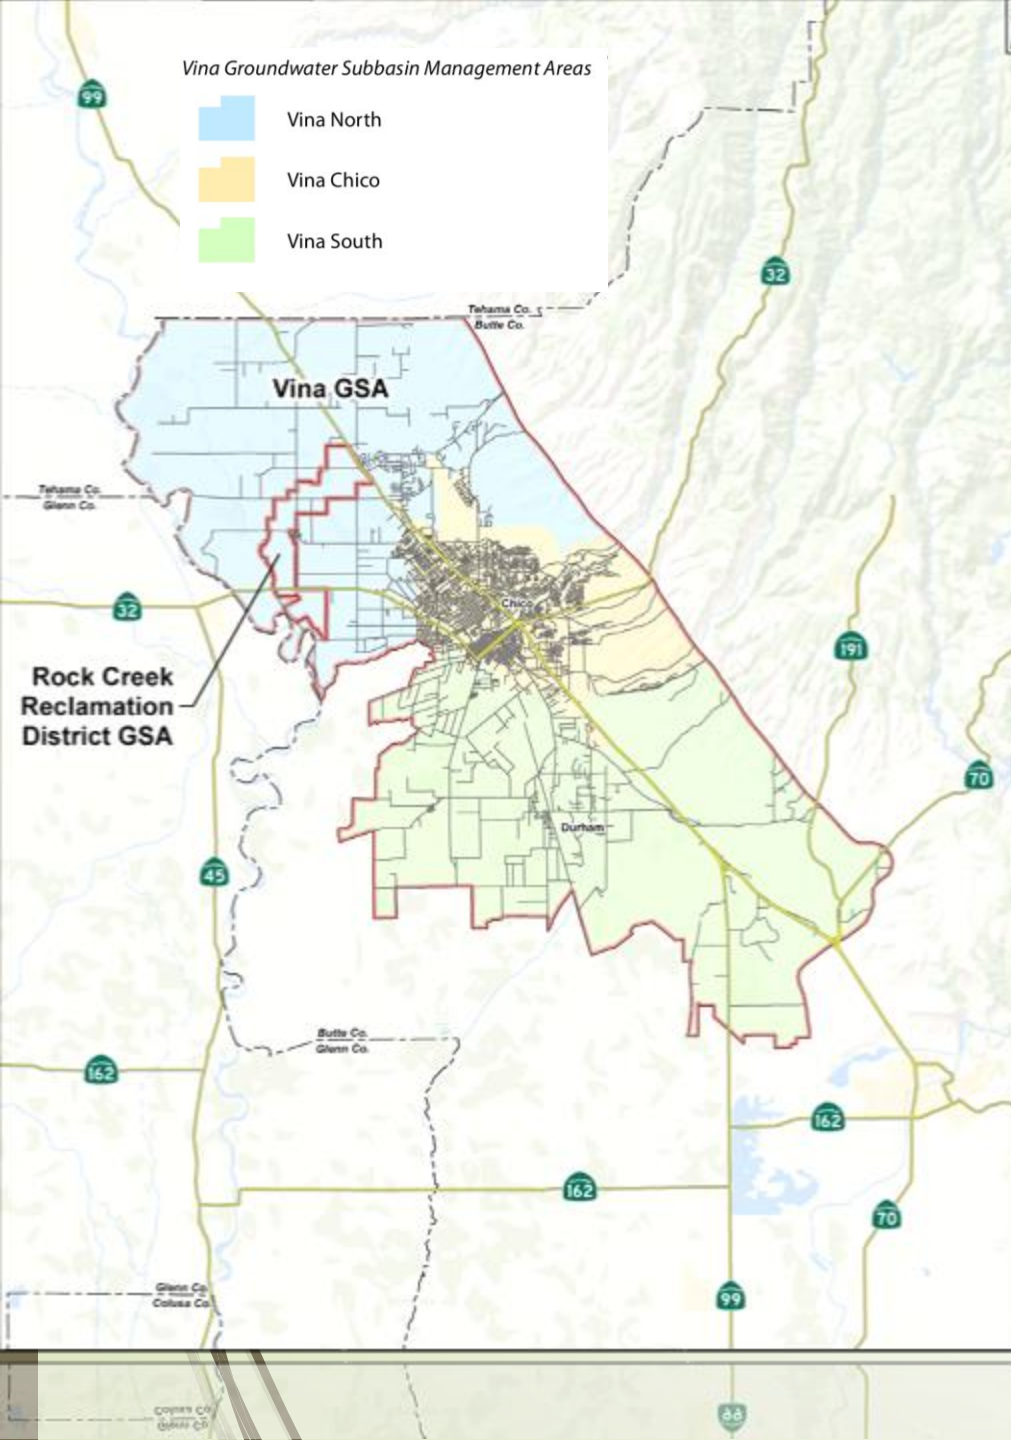 Vina Groundwater Subbasin Management Areas
Vina North
Vina Chico
Vina South
99
32
Tehama Co.
Butte Co.
Vina GSA
Tehama Co.
Glenn Co.
Chico
32
191
Rock Creek
Reclamation
District GSA
70
Durham
45
Butte Co.
Glenn Co.
162
162
162
70
99
Glenn Co.
Colusa Co.